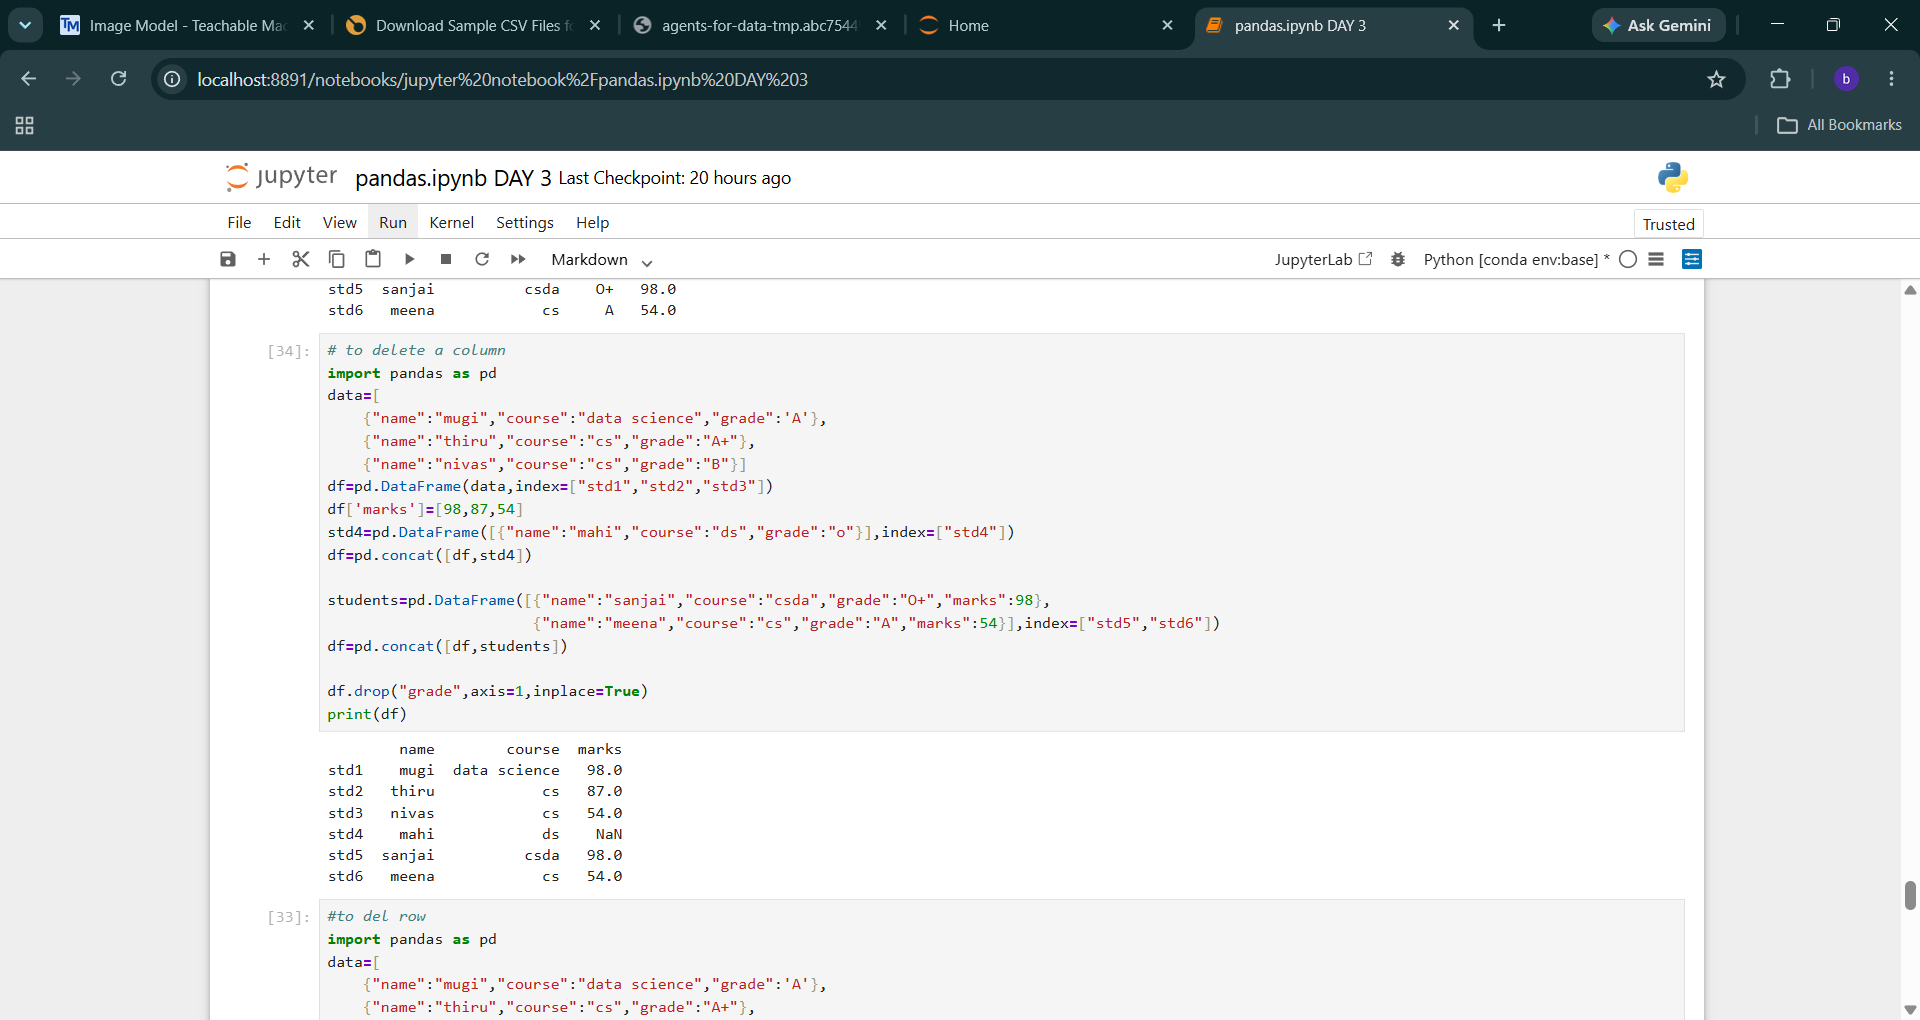 Image Model - Teachable Ma
Download Sample CSV Files f
agents-for-data-tmp.abc754
Home
pandas.ipynb DAY 3
Ask Gemini
localhost:8891/notebooks/jupyter%20notebook%2Fpandas.ipynb%20DAY%203
b
All Bookmarks
jupyter pandas.ipynb DAY 3 Last Checkpoint: 20 hours ago
File Edit View Run Kernel Settings Help
Trusted
Markdown
JupyterLab
Python [conda env:base] *
std5 sanjai csda O+ 98.0
std6 meena cs A 54.0
[34]:
# to delete a column
import pandas as pd
data=[
{"name":"mugi","course":"data science","grade":'A'},
{"name":"thiru","course":"cs","grade":"A+"},
{"name":"nivas","course":"cs","grade":"B"}]
df=pd.DataFrame(data,index=["std1","std2","std3"])
df['marks']=[98,87,54]
std4=pd.DataFrame([{"name":"mahi","course":"ds","grade":"o"}],index=["std4"])
df=pd.concat([df,std4])
students=pd.DataFrame([{"name":"sanjai","course":"csda","grade":"O+","marks":98},
{"name":"meena","course":"cs","grade":"A","marks":54}],index=["std5","std6"])
df=pd.concat([df,students])
df.drop("grade",axis=1,inplace=True)
print(df)
name course marks
std1 mugi data science 98.0
std2 thiru cs 87.0
std3 nivas cs 54.0
std4 mahi ds NaN
std5 sanjai csda 98.0
std6 meena cs 54.0
[33]:
#to del row
import pandas as pd
data=[
{"name":"mugi","course":"data science","grade":'A'},
{"name":"thiru","course":"cs","grade":"A+"},